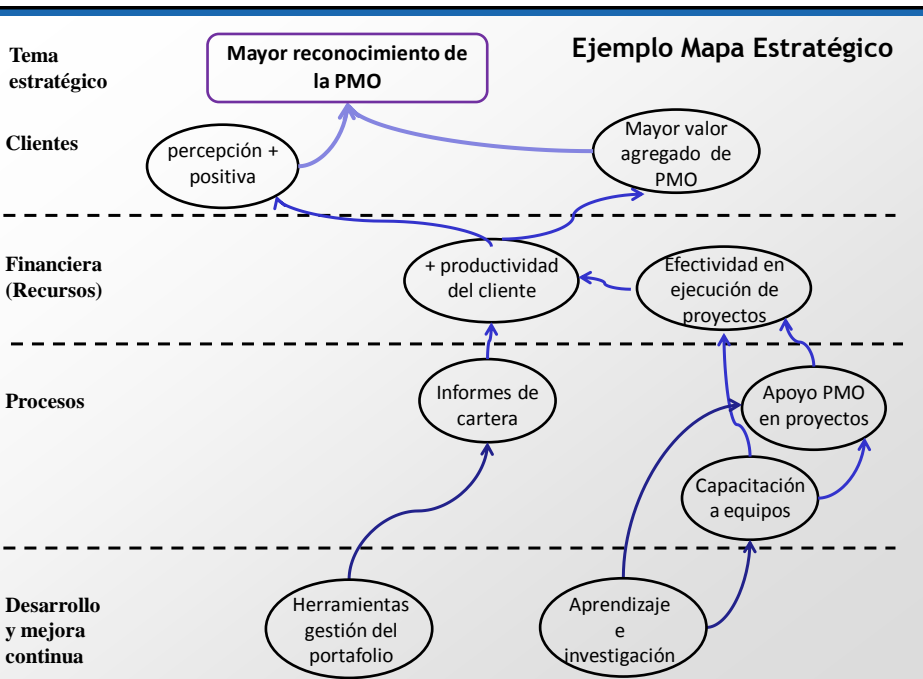 Ejemplo Mapa Estratégico
Tema
estratégico
Mayor reconocimiento de
la PMO
Clientes
percepción +
positiva
Mayor valor
agregado de
PMO
Financiera
(Recursos)
+ productividad
del cliente
Efectividad en
ejecución de
proyectos
Procesos
Informes de
cartera
Apoyo PMO
en proyectos
Capacitación
a equipos
Desarrollo
y mejora
continua
Herramientas
gestión del
portafolio
Aprendizaje
e
investigación